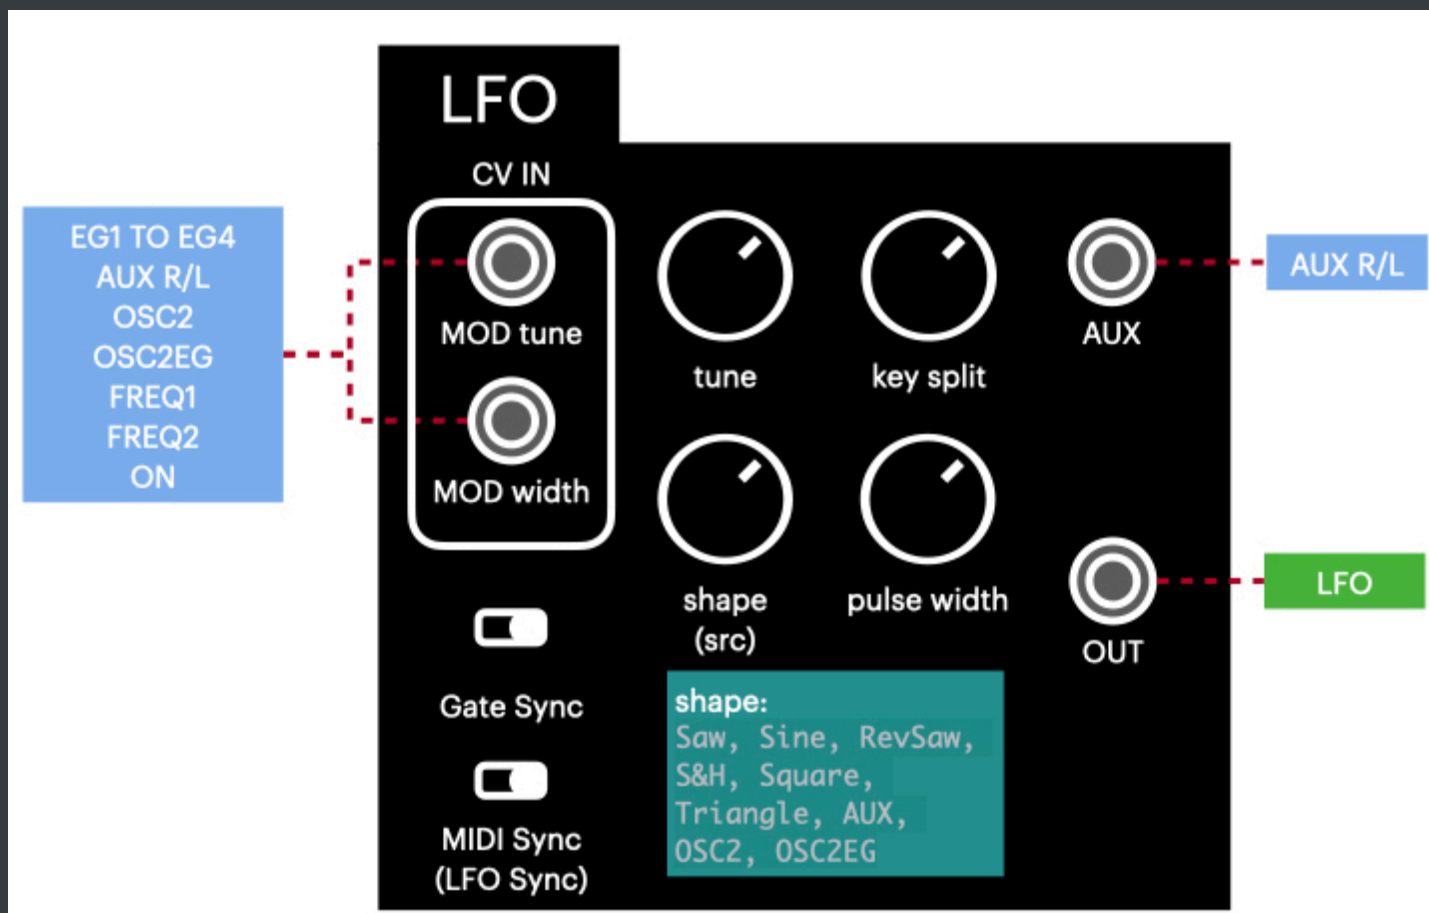 LFO
CV IN
EG1 TO EG4
AUX R/L
OSC2
OSC2EG
FREQ1
FREQ2
ON
MOD tune
MOD width
tune
key split
AUX
AUX R/L
shape
(src)
pulse width
OUT
LFO
Gate Sync
MIDI Sync
(LFO Sync)
shape:
Saw, Sine, RevSaw,
S&H, Square,
Triangle, AUX,
OSC2, OSC2EG